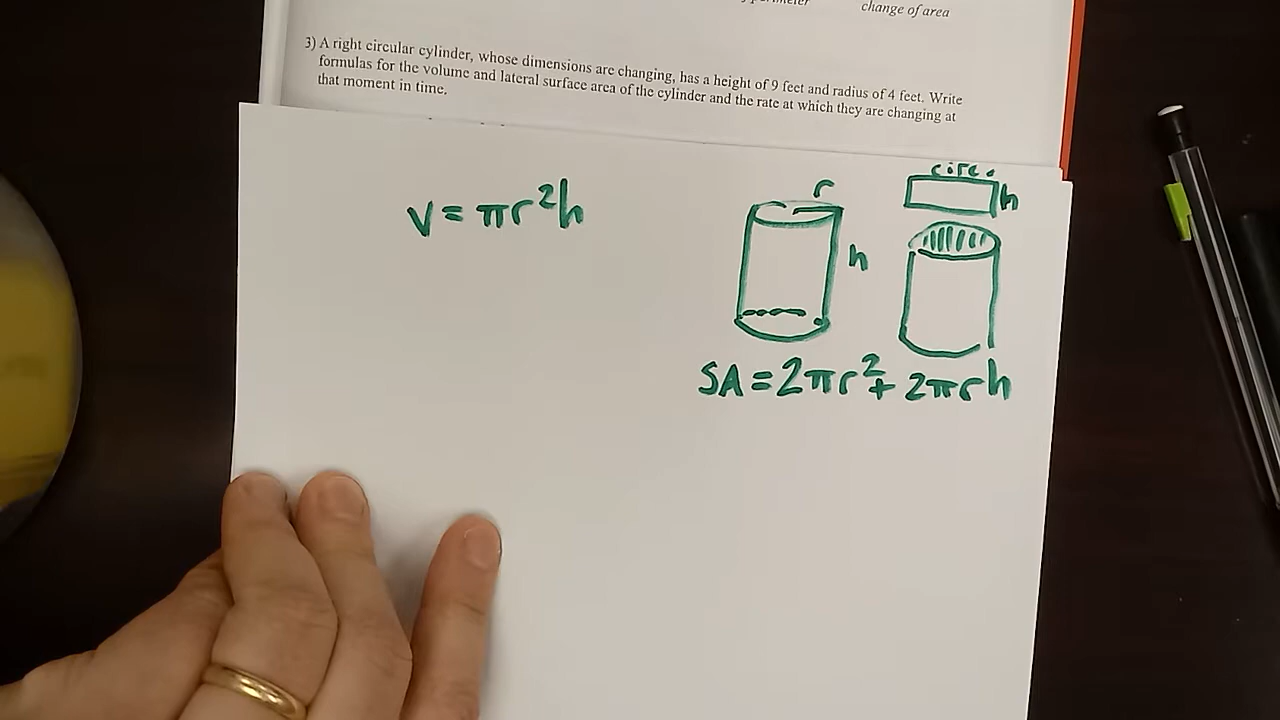 change of area
3) A right circular cylinder, whose dimensions are changing, has a height of 9 feet and radius of 4 feet. Write
formulas for the volume and lateral surface area of the cylinder and the rate at which they are changing at
that moment in time.
circ.
h
r
h
V = πr²h
SA = 2πr² + 2πrh